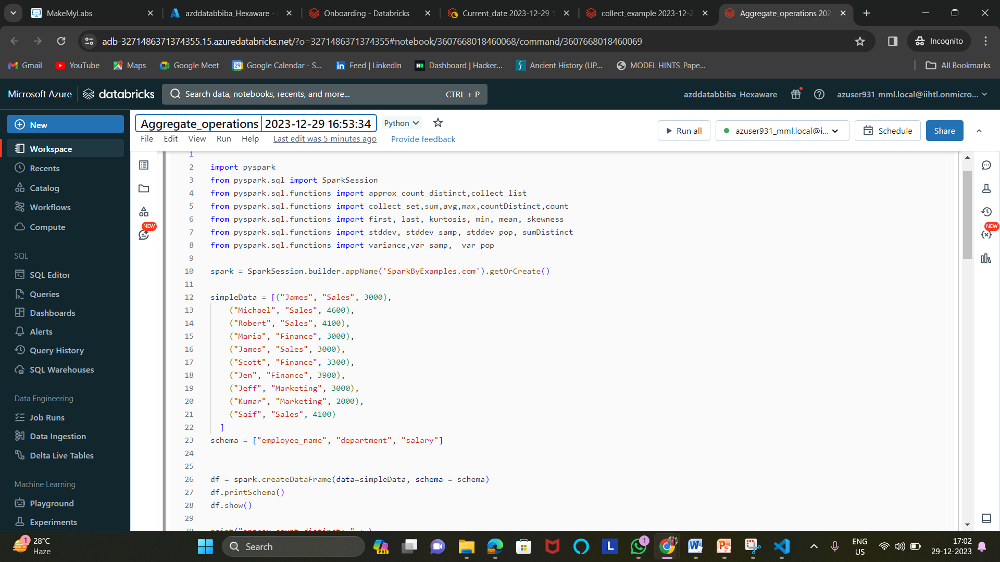 MakeMyLabs
azddatabbiba_Hexaware -
Onboarding - Databricks
Current_date 2023-12-29
collect_example 2023-12-2
Aggregate_operations 202
adb-3271486371374355.15.azuredatabricks.net/?o=3271486371374355#notebook/3607668018460068/command/3607668018460069
Incognito
Gmail
YouTube
Maps
Google Meet
29
Google Calendar - S...
Feed | LinkedIn
Dashboard | Hacker...
Ancient History (UP...
MODEL HINTS_Pape...
All Bookmarks
Microsoft Azure
databricks
Search data, notebooks, recents, and more...
CTRL + P
azddatabbiba_Hexaware
azuser931_mml.local@iihtl.onmicro...
New
Workspace
Recents
Catalog
Workflows
Compute
SQL
SQL Editor
Queries
Dashboards
Alerts
Query History
SQL Warehouses
Data Engineering
Job Runs
Data Ingestion
Delta Live Tables
Machine Learning
Playground
Experiments
Aggregate_operations 2023-12-29 16:53:34
Python
File
Edit
View
Run
Help
Last edit was 5 minutes ago
Provide feedback
Run all
azuser931_mml.local@i...
Schedule
Share
NEW
NEW
1
2 import pyspark
3 from pyspark.sql import SparkSession
4 from pyspark.sql.functions import approx_count_distinct,collect_list
5 from pyspark.sql.functions import collect_set,sum,avg,max,countDistinct,count
6 from pyspark.sql.functions import first, last, kurtosis, min, mean, skewness
7 from pyspark.sql.functions import stddev, stddev_samp, stddev_pop, sumDistinct
8 from pyspark.sql.functions import variance,var_samp,  var_pop
9
10 spark = SparkSession.builder.appName('SparkByExamples.com').getOrCreate()
11
12 simpleData = [("James", "Sales", 3000),
13     ("Michael", "Sales", 4600),
14     ("Robert", "Sales", 4100),
15     ("Maria", "Finance", 3000),
16     ("James", "Sales", 3000),
17     ("Scott", "Finance", 3300),
18     ("Jen", "Finance", 3900),
19     ("Jeff", "Marketing", 3000),
20     ("Kumar", "Marketing", 2000),
21     ("Saif", "Sales", 4100)
22   ]
23 schema = ["employee_name", "department", "salary"]
24
25
26 df = spark.createDataFrame(data=simpleData, schema = schema)
27 df.printSchema()
28 df.show()
29
30 print("approx_count_distinct: " + \
1
28°C
Haze
Search
PRE
1
ENG
US
17:02
29-12-2023